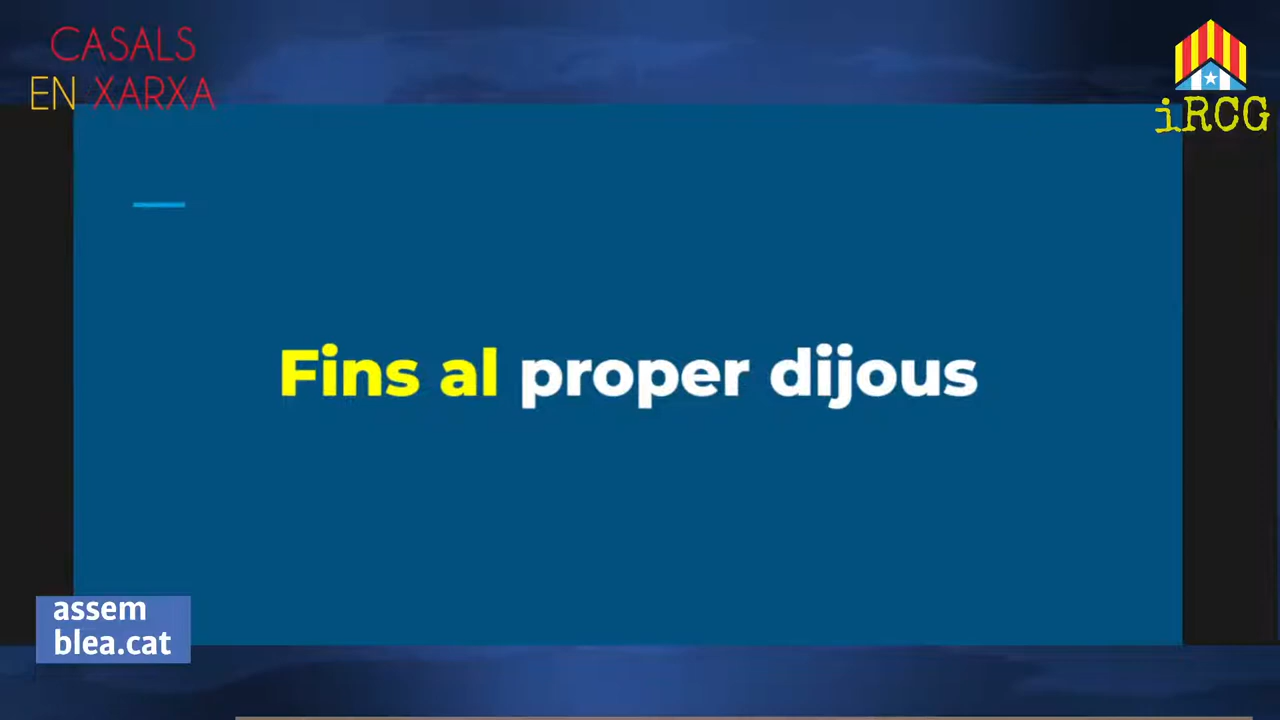 CASALS
EN XARXA
iRCG
Fins al proper dijous
assem
blea.cat